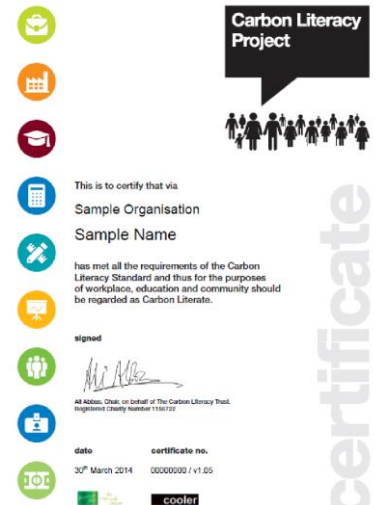 Carbon Literacy
Project
This is to certify that via
Sample Organisation
Sample Name
has met all the requirements of the Carbon
Literacy Standard and thus for the purposes
of workplace, education and community should
be regarded as Carbon Literate.
signed
Ali Abbas, Chair, on behalf of The Carbon Literacy Trust.
Registered Charity Number 1156722
date certificate no.
30th March 2014 00000000 / v1.05
cooler
certificate